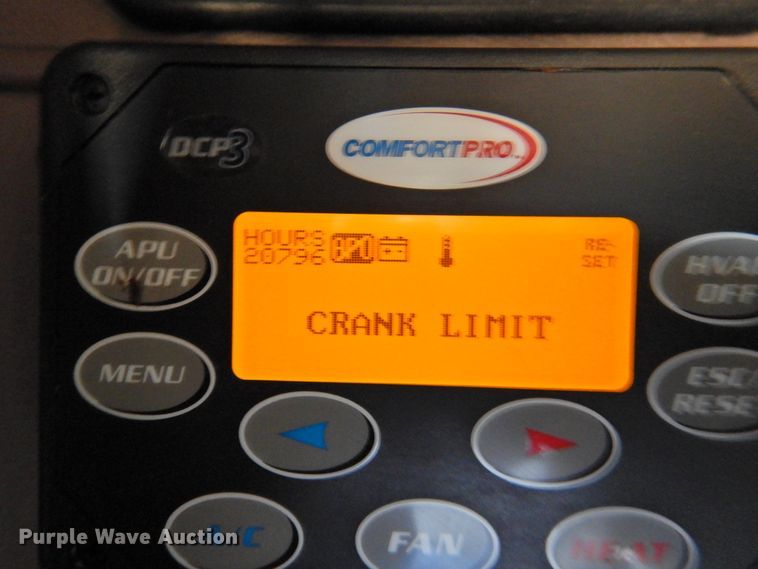 DCP3
COMFORTPRO
HOURS
20796
APU
RE-
SET
CRANK LIMIT
APU
ON/OFF
MENU
HVAC
OFF
ESC/
RESET
A/C
FAN
HEAT
Purple Wave Auction